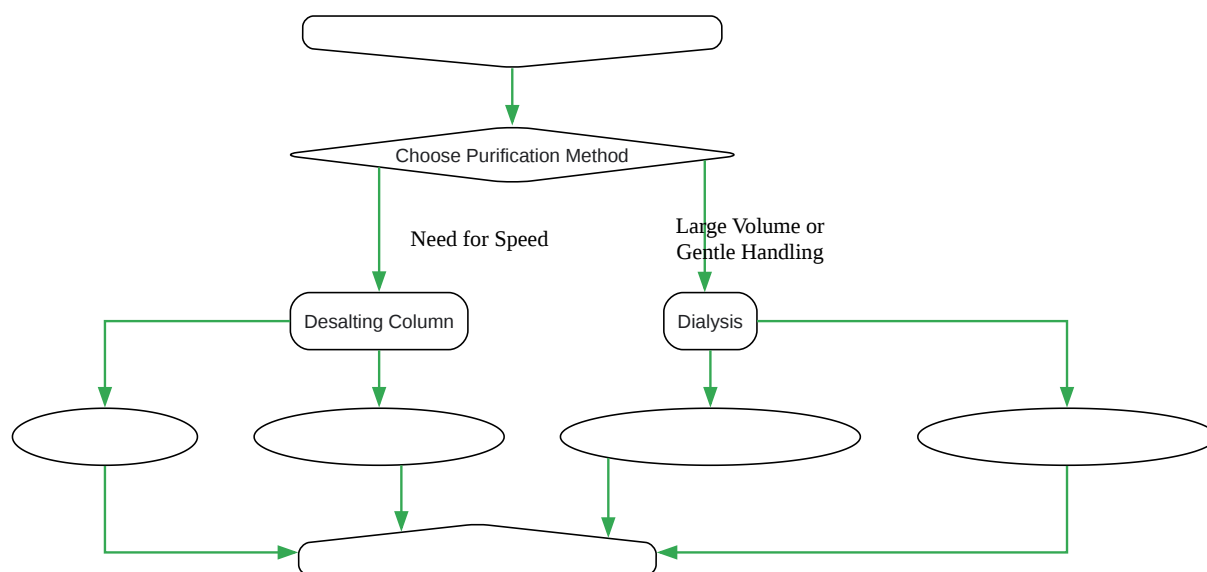 Choose Purification Method
Need for Speed
Large Volume or
Gentle Handling
Desalting Column
Dialysis